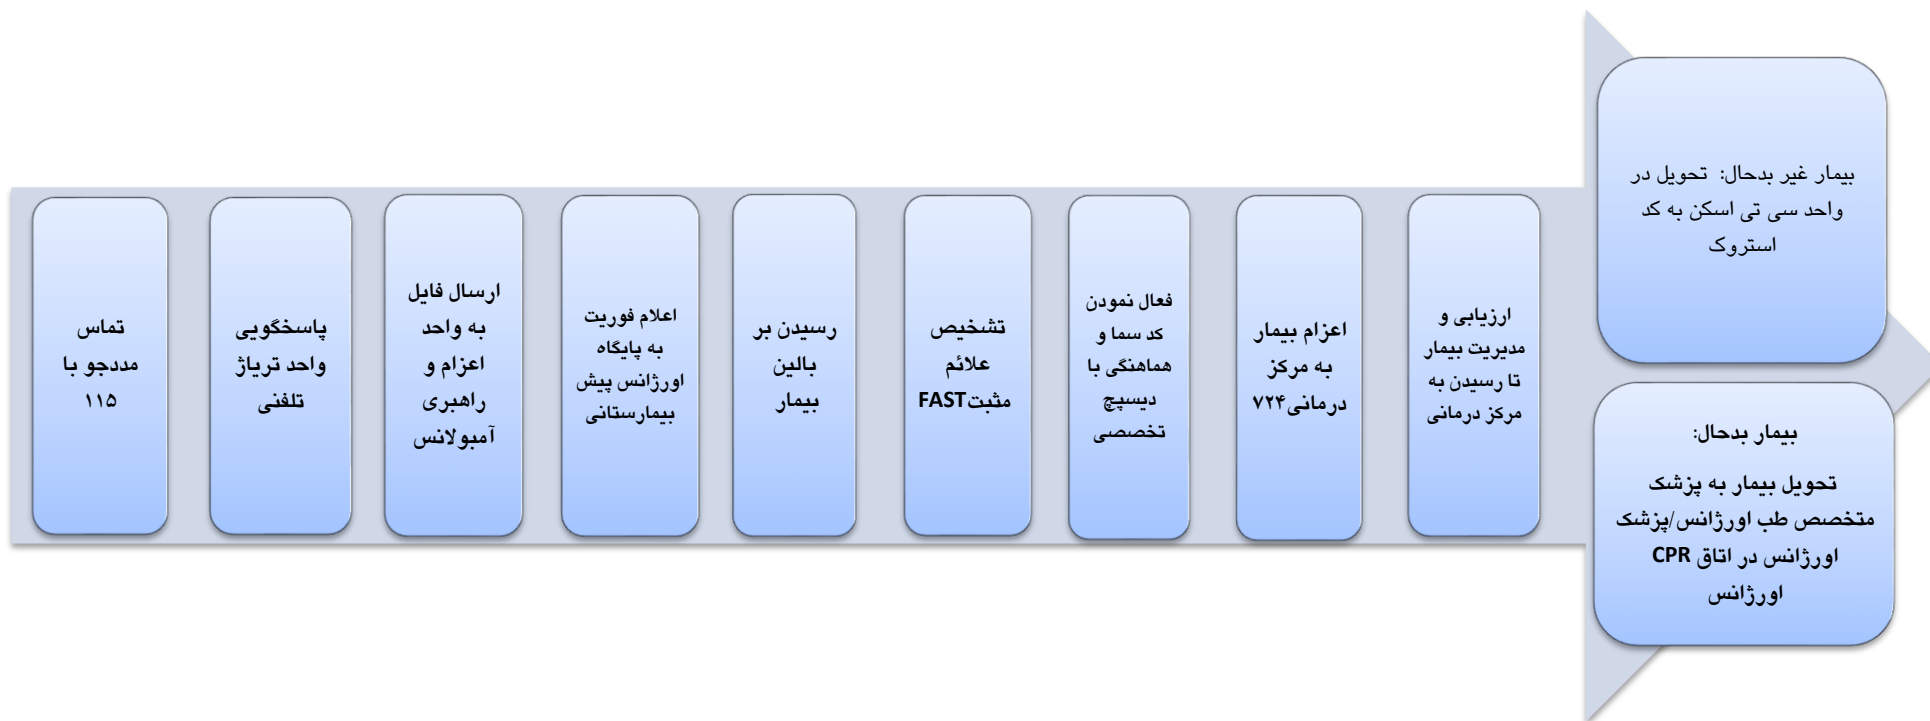 تماس
مددجو با
۱۱۵
پاسخگویی
واحد تریاژ
تلفنی
ارسال فایل
به واحد
اعزام و
راهبری
آمبولانس
اعلام فوریت
به پایگاه
اورژانس پیش
بیمارستانی
رسیدن بر
بالین
بیمار
تشخیص
علائم
مثبتFAST
فعال نمودن
کد سما و
هماهنگی با
دیسپچ
تخصصی
اعزام بیمار
به مرکز
درمانی۷۲۴
ارزیابی و
مدیریت بیمار
تا رسیدن به
مرکز درمانی
بیمار غیر بدحال: تحویل در
واحد سی تی اسکن به کد
استروک
بیمار بدحال:
تحویل بیمار به پزشک
متخصص طب اورژانس/پزشک
اورژانس در اتاق CPR
اورژانس